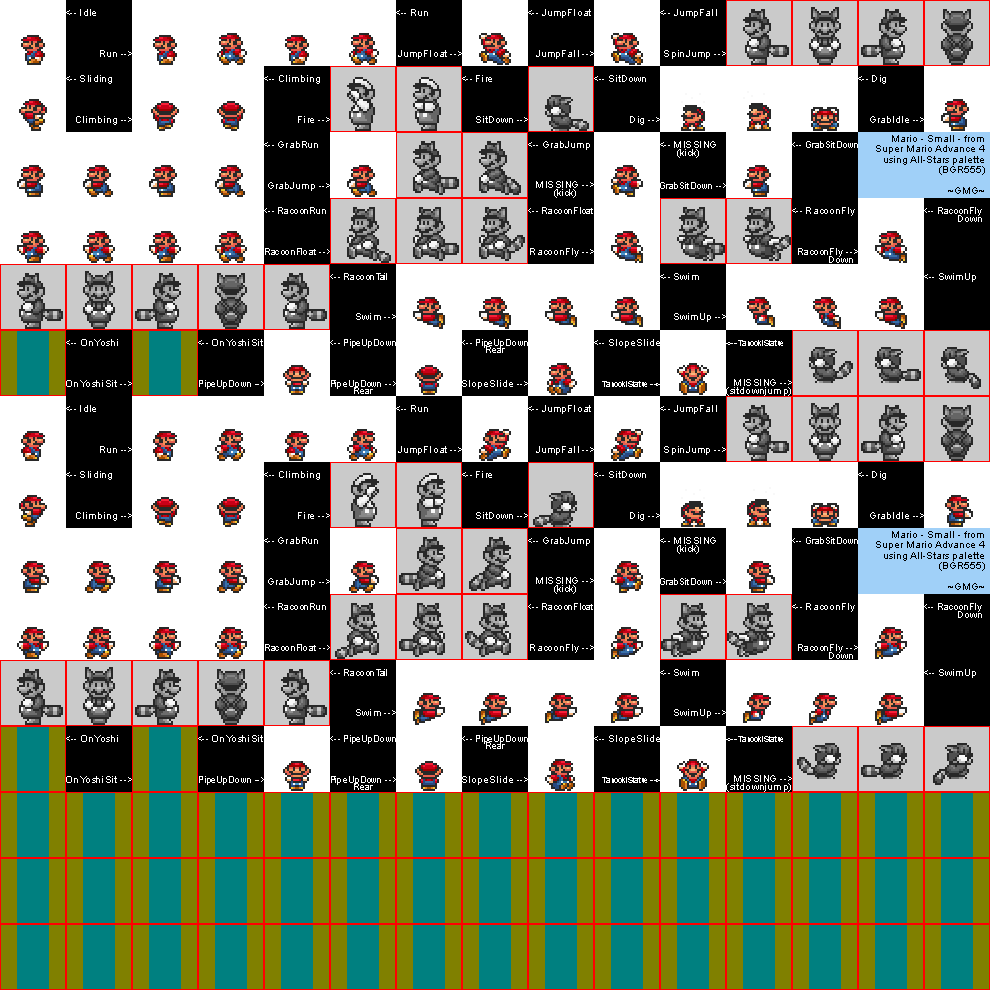 <-- Idle
Run -->
<-- Run
JumpFloat -->
<-- JumpFloat
JumpFall -->
<-- JumpFall
SpinJump -->
<-- Sliding
Climbing -->
<-- Climbing
Fire -->
<-- Fire
SitDown -->
<-- SitDown
Dig -->
<-- Dig
GrabIdle -->
<-- GrabRun
GrabJump -->
<-- GrabJump
MISSING -->
(kick)
<-- MISSING
(kick)
GrabSitDown -->
<-- GrabSitDown
Mario - Small - from
Super Mario Advance 4
using All-Stars palette
(BGR555)
~GMG~
<-- RacoonRun
RacoonFloat -->
<-- RacoonFloat
RacoonFly -->
<-- RacoonFly
RacoonFly -->
Down
<-- RacoonFly
Down
<-- RacoonTail
Swim -->
<-- Swim
SwimUp -->
<-- SwimUp
<-- OnYoshi
OnYoshiSit -->
<-- OnYoshiSit
PipeUpDown -->
<-- PipeUpDown
PipeUpDown -->
Rear
<-- PipeUpDown
Rear
SlopeSlide -->
<-- SlopeSlide
TanookiStatue -->
<-- TanookiStatue
MISSING -->
(sitdownjump)
<-- Idle
Run -->
<-- Run
JumpFloat -->
<-- JumpFloat
JumpFall -->
<-- JumpFall
SpinJump -->
<-- Sliding
Climbing -->
<-- Climbing
Fire -->
<-- Fire
SitDown -->
<-- SitDown
Dig -->
<-- Dig
GrabIdle -->
<-- GrabRun
GrabJump -->
<-- GrabJump
MISSING -->
(kick)
<-- MISSING
(kick)
GrabSitDown -->
<-- GrabSitDown
Mario - Small - from
Super Mario Advance 4
using All-Stars palette
(BGR555)
~GMG~
<-- RacoonRun
RacoonFloat -->
<-- RacoonFloat
RacoonFly -->
<-- RacoonFly
RacoonFly -->
Down
<-- RacoonFly
Down
<-- RacoonTail
Swim -->
<-- Swim
SwimUp -->
<-- SwimUp
<-- OnYoshi
OnYoshiSit -->
<-- OnYoshiSit
PipeUpDown -->
<-- PipeUpDown
PipeUpDown -->
Rear
<-- PipeUpDown
Rear
SlopeSlide -->
<-- SlopeSlide
TanookiStatue -->
<-- TanookiStatue
MISSING -->
(sitdownjump)